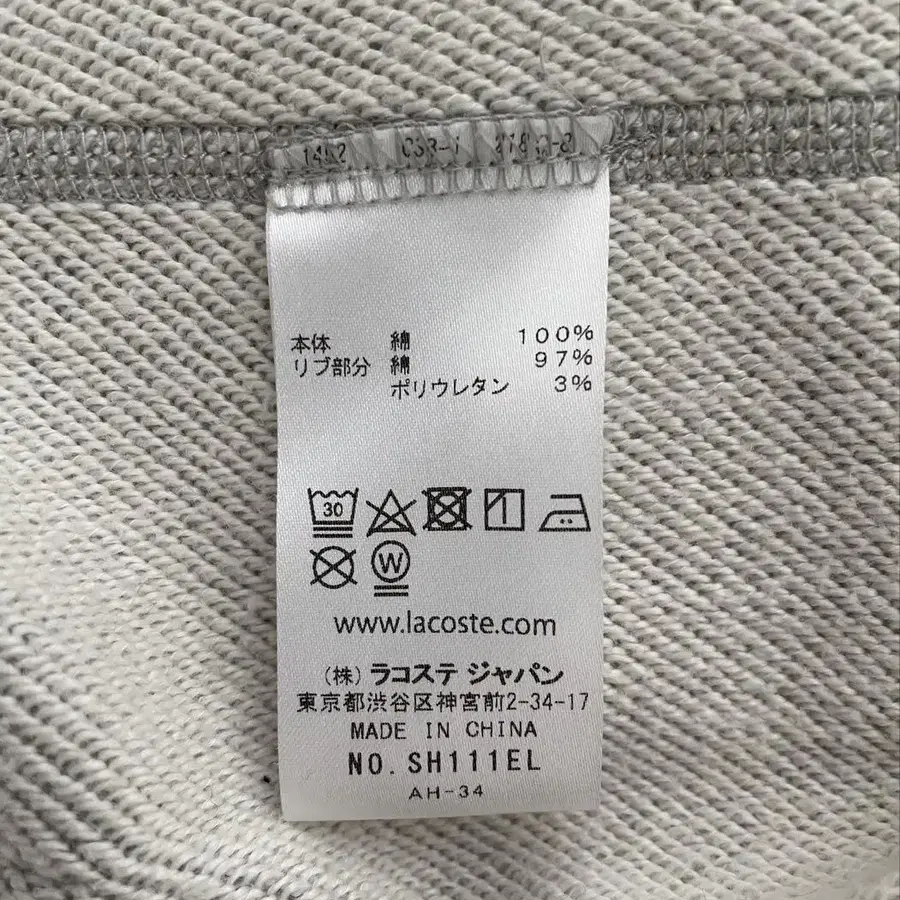 本体 綿 100%
リブ部分 綿 97%
ポリウレタン 3%
30
W
www.lacoste.com
(株) ラコステ ジャパン
東京都渋谷区神宮前2-34-17
MADE IN CHINA
NO. SH111EL
AH-34